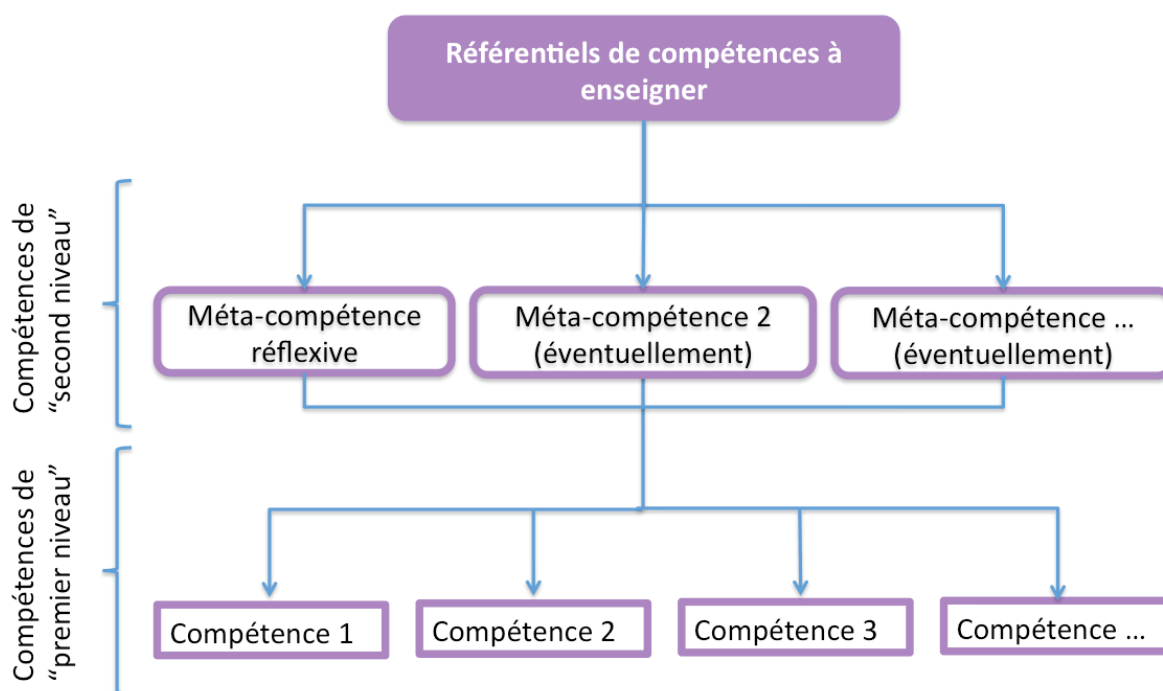 Référentiels de compétences à
enseigner
Compétences de
“second niveau”
Méta-compétence
réflexive
Méta-compétence 2
(éventuellement)
Méta-compétence ...
(éventuellement)
Compétences de
“premier niveau”
Compétence 1
Compétence 2
Compétence 3
Compétence ...